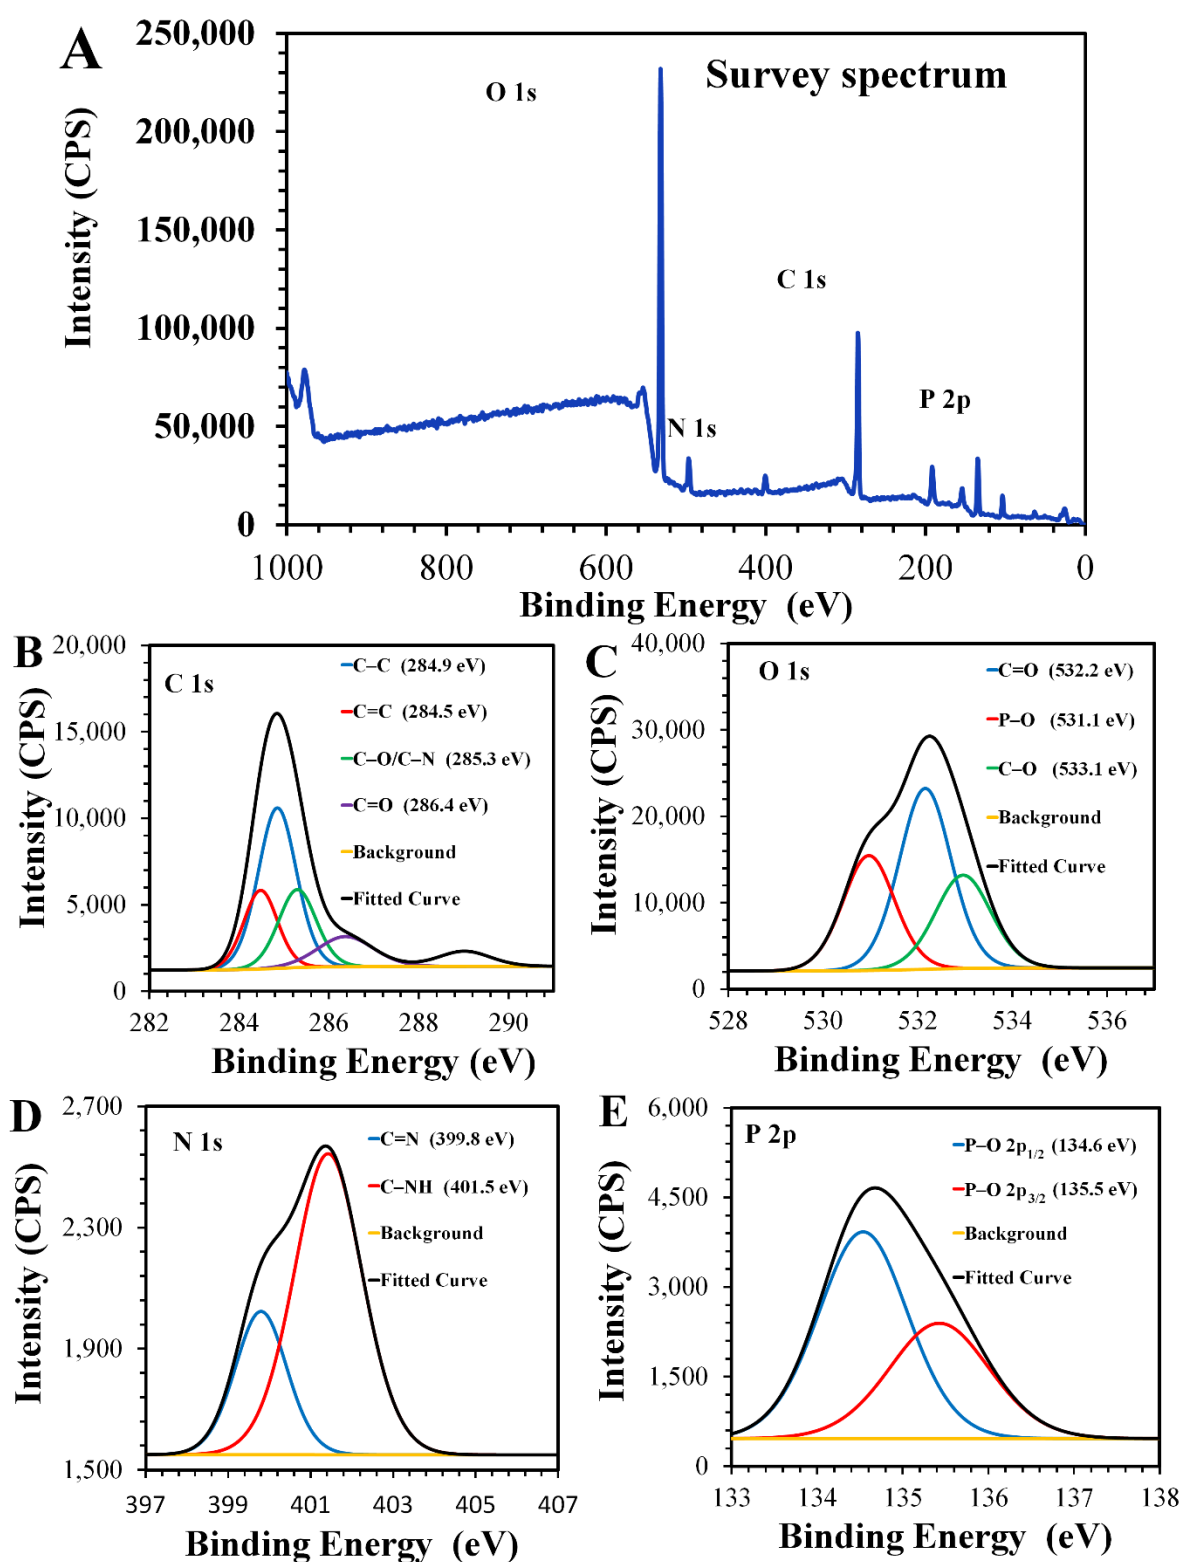 A
Survey spectrum
O 1s
N 1s
C 1s
P 2p
Intensity (CPS)
250,000
200,000
150,000
100,000
50,000
0
1000 800 600 400 200 0
Binding Energy (eV)
B
C 1s
C–C (284.9 eV)
C=C (284.5 eV)
C–O/C–N (285.3 eV)
C=O (286.4 eV)
Background
Fitted Curve
Intensity (CPS)
20,000
15,000
10,000
5,000
0
282 284 286 288 290
Binding Energy (eV)
C
O 1s
C=O (532.2 eV)
P–O (531.1 eV)
C–O (533.1 eV)
Background
Fitted Curve
Intensity (CPS)
40,000
30,000
20,000
10,000
0
528 530 532 534 536
Binding Energy (eV)
D
N 1s
C=N (399.8 eV)
C–NH (401.5 eV)
Background
Fitted Curve
Intensity (CPS)
2,700
2,300
1,900
1,500
397 399 401 403 405 407
Binding Energy (eV)
E
P 2p
P–O 2p1/2 (134.6 eV)
P–O 2p3/2 (135.5 eV)
Background
Fitted Curve
Intensity (CPS)
6,000
4,500
3,000
1,500
0
133 134 135 136 137 138
Binding Energy (eV)